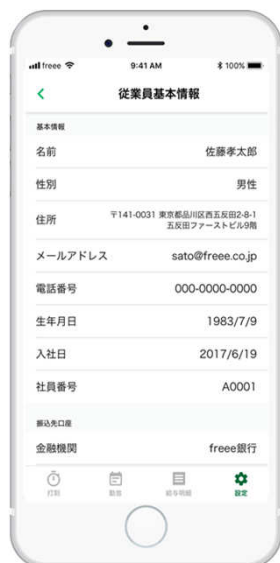 freee 9:41 AM 100%
従業員基本情報
基本情報
名前 佐藤孝太郎
性別 男性
住所 〒141-0031 東京都品川区西五反田2-8-1
五反田ファーストビル9階
メールアドレス sato@freee.co.jp
電話番号 000-0000-0000
生年月日 1983/7/9
入社日 2017/6/19
社員番号 A0001
振込先口座
金融機関 freee銀行
打刻 勤怠 給与明細 設定